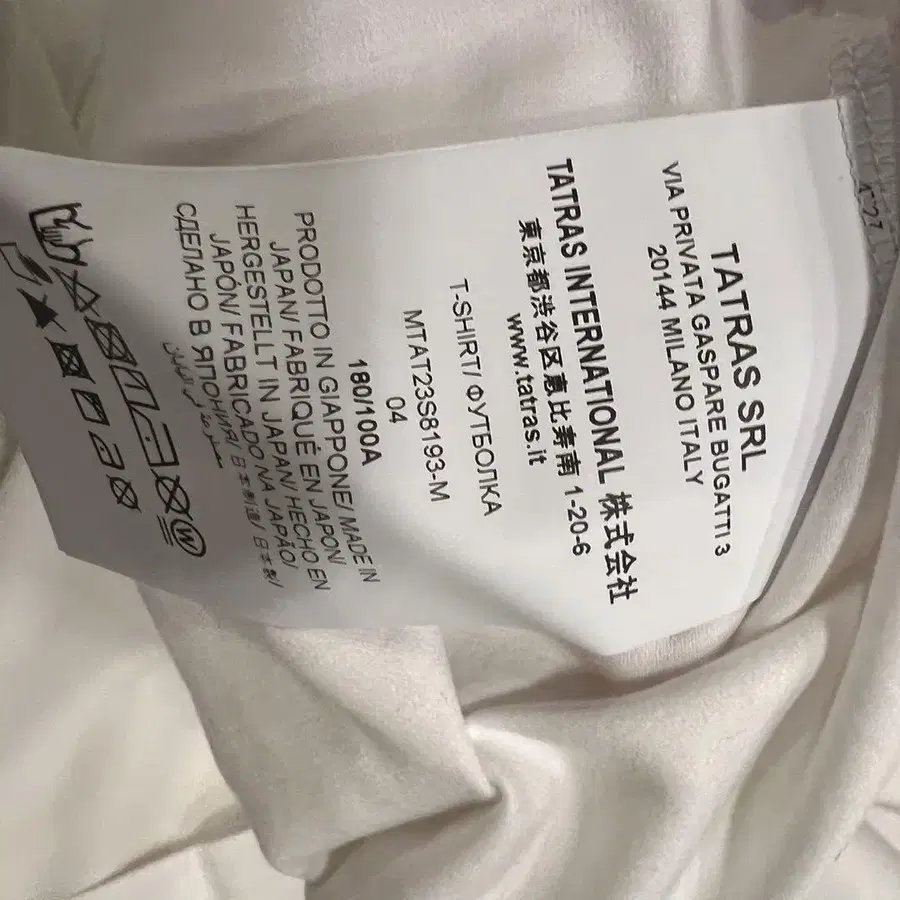 TATRAS SRL
VIA PRIVATA GASPARE BUGATTI 3
20144 MILANO ITALY
TATRAS INTERNATIONAL 株式会社
東京都渋谷区恵比寿南 1-20-6
www.tatras.it
T-SHIRT/ ФУТБОЛКА
MTAT23S8193-M
04
180/100A
PRODOTTO IN GIAPPONE/ MADE IN
JAPAN/ FABRIQUÉ EN JAPON/
HERGESTELLT IN JAPAN/ HECHO EN
JAPÓN/ FABRICADO NA JAPÃO/
СДЕЛАНО В ЯПОНИЯ/ 日本制造/ 日本製/
W